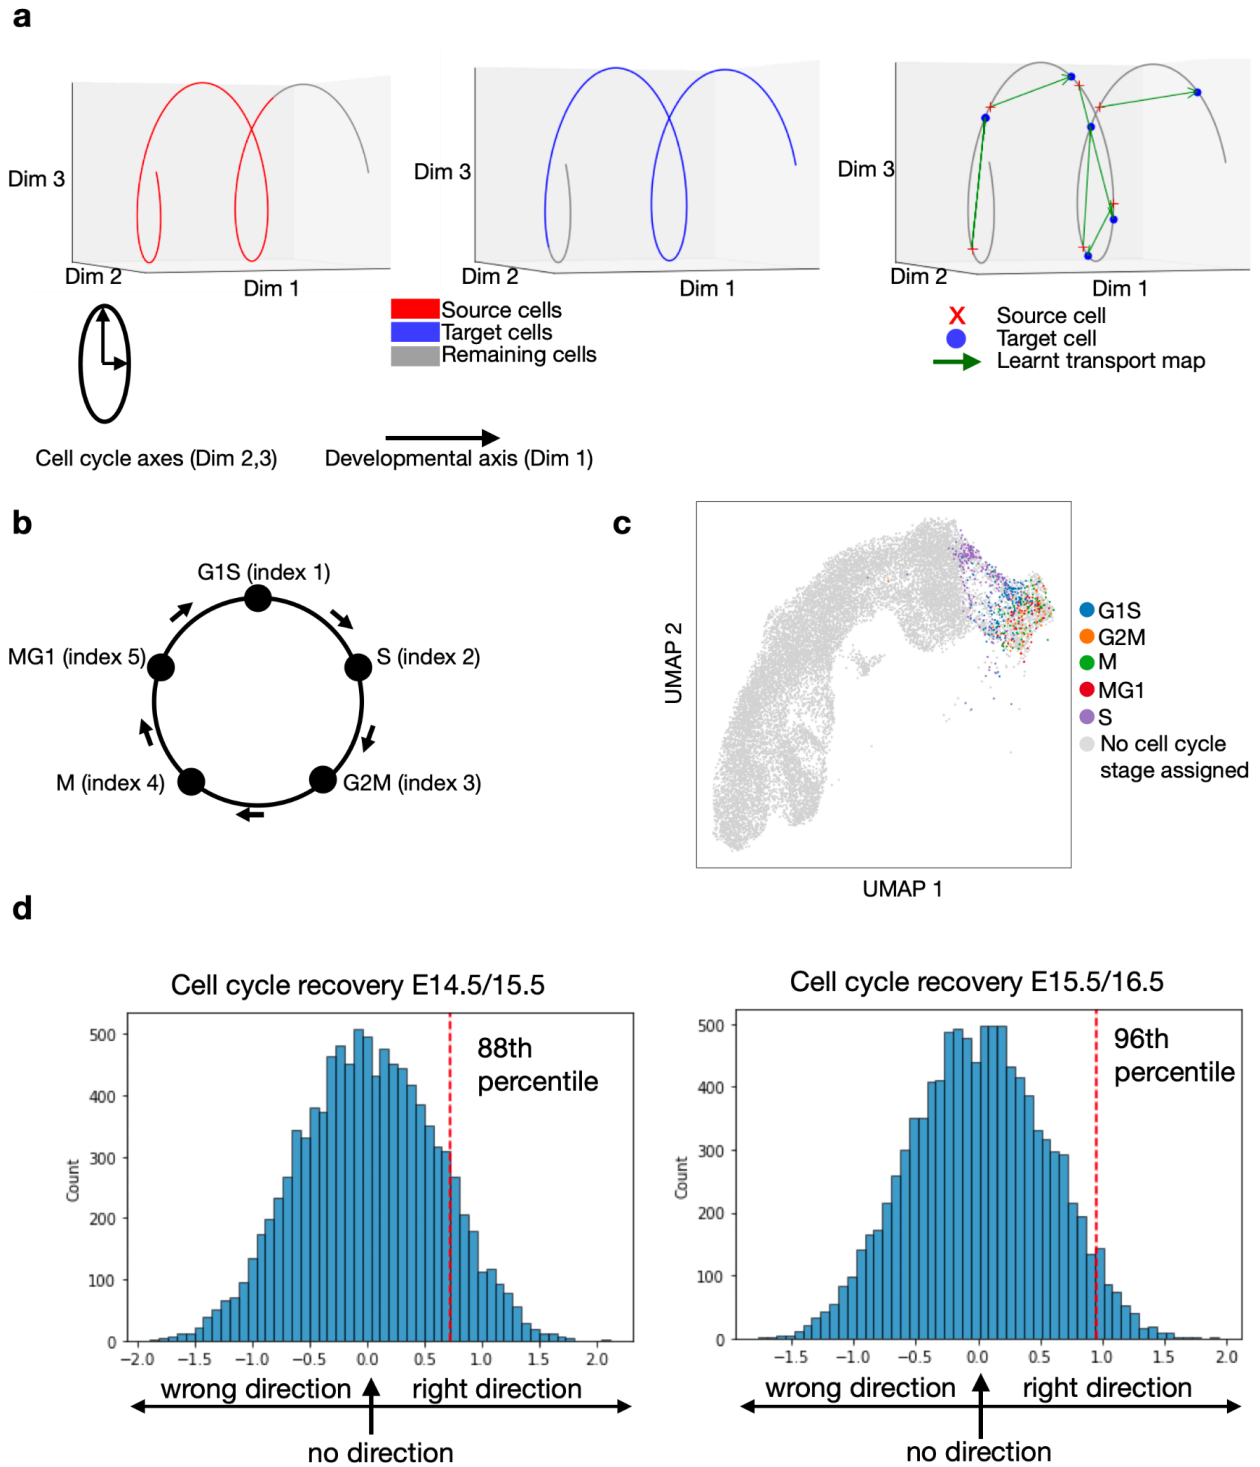 a
Dim 3
Dim 2
Dim 1
Dim 3
Dim 2
Dim 1
Dim 3
Dim 2
Dim 1
Source cells
Target cells
Remaining cells
X Source cell
Target cell
Learnt transport map
Cell cycle axes (Dim 2,3)
Developmental axis (Dim 1)
b
G1S (index 1)
MG1 (index 5)
S (index 2)
M (index 4)
G2M (index 3)
c
UMAP 2
UMAP 1
G1S
G2M
M
MG1
S
No cell cycle
stage assigned
d
Cell cycle recovery E14.5/15.5
88th
percentile
Count
500
400
300
200
100
0
−2.0 −1.5 −1.0 −0.5 0.0 0.5 1.0 1.5 2.0
wrong direction
right direction
no direction
Cell cycle recovery E15.5/16.5
96th
percentile
Count
500
400
300
200
100
0
−1.5 −1.0 −0.5 0.0 0.5 1.0 1.5 2.0
wrong direction
right direction
no direction